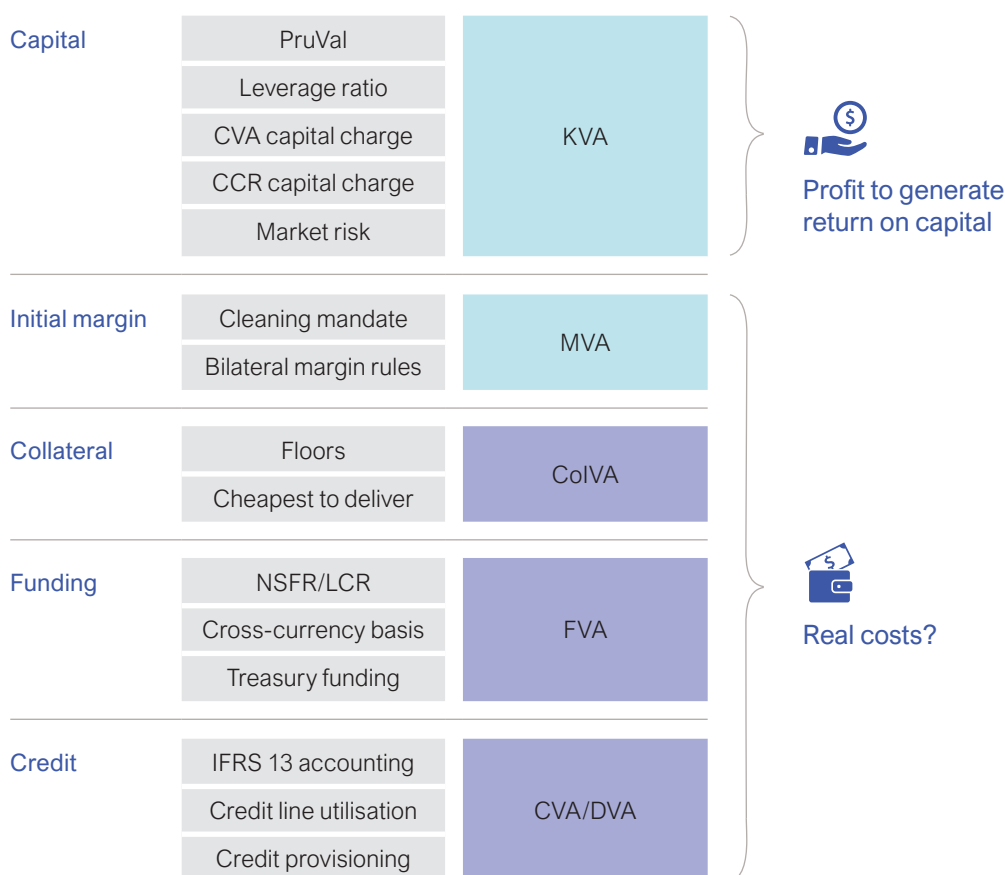 Capital
PruVal
Leverage ratio
CVA capital charge
CCR capital charge
Market risk
KVA
$
Profit to generate
return on capital
Initial margin
Cleaning mandate
Bilateral margin rules
MVA
Collateral
Floors
Cheapest to deliver
ColVA
Funding
NSFR/LCR
Cross-currency basis
Treasury funding
FVA
$
Real costs?
Credit
IFRS 13 accounting
Credit line utilisation
Credit provisioning
CVA/DVA